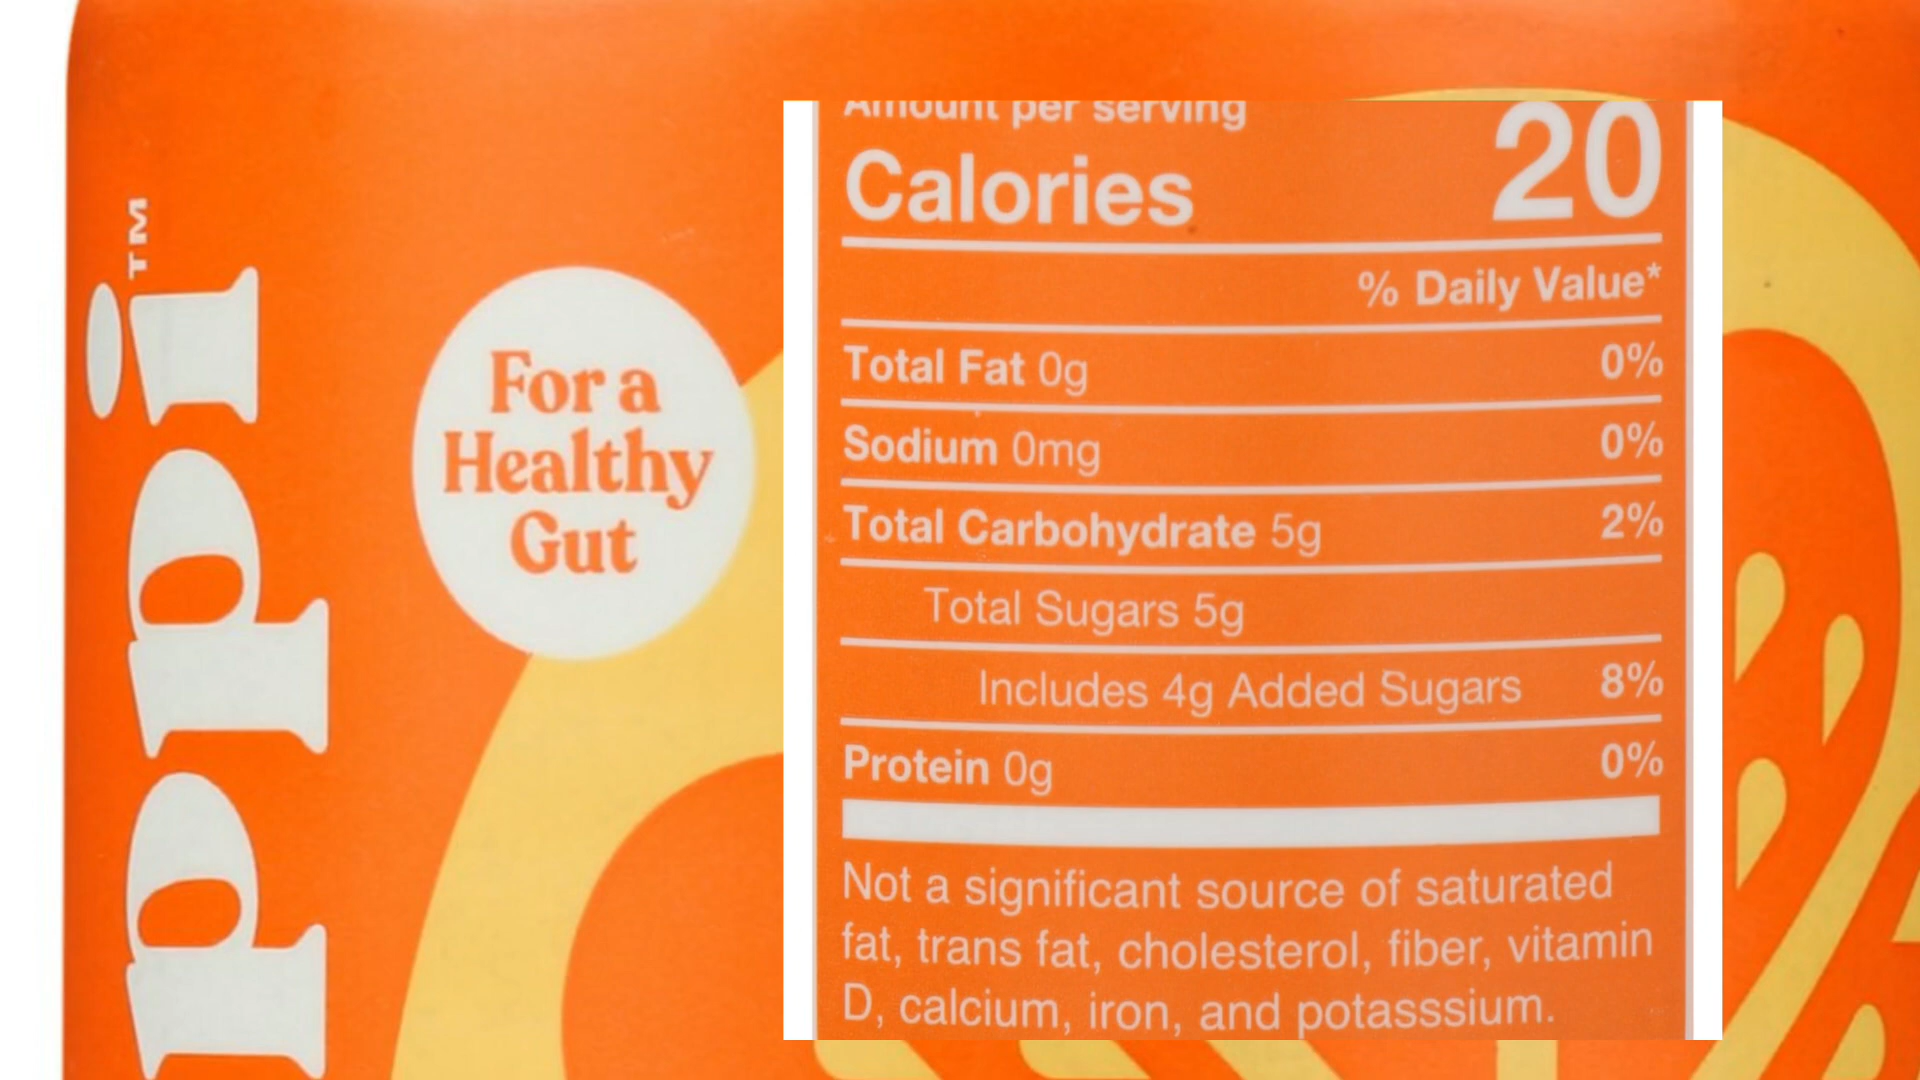 ppi™
For a
Healthy
Gut
Amount per serving
Calories 20
% Daily Value*
Total Fat 0g 0%
Sodium 0mg 0%
Total Carbohydrate 5g 2%
Total Sugars 5g
Includes 4g Added Sugars 8%
Protein 0g 0%
Not a significant source of saturated
fat, trans fat, cholesterol, fiber, vitamin
D, calcium, iron, and potasssium.